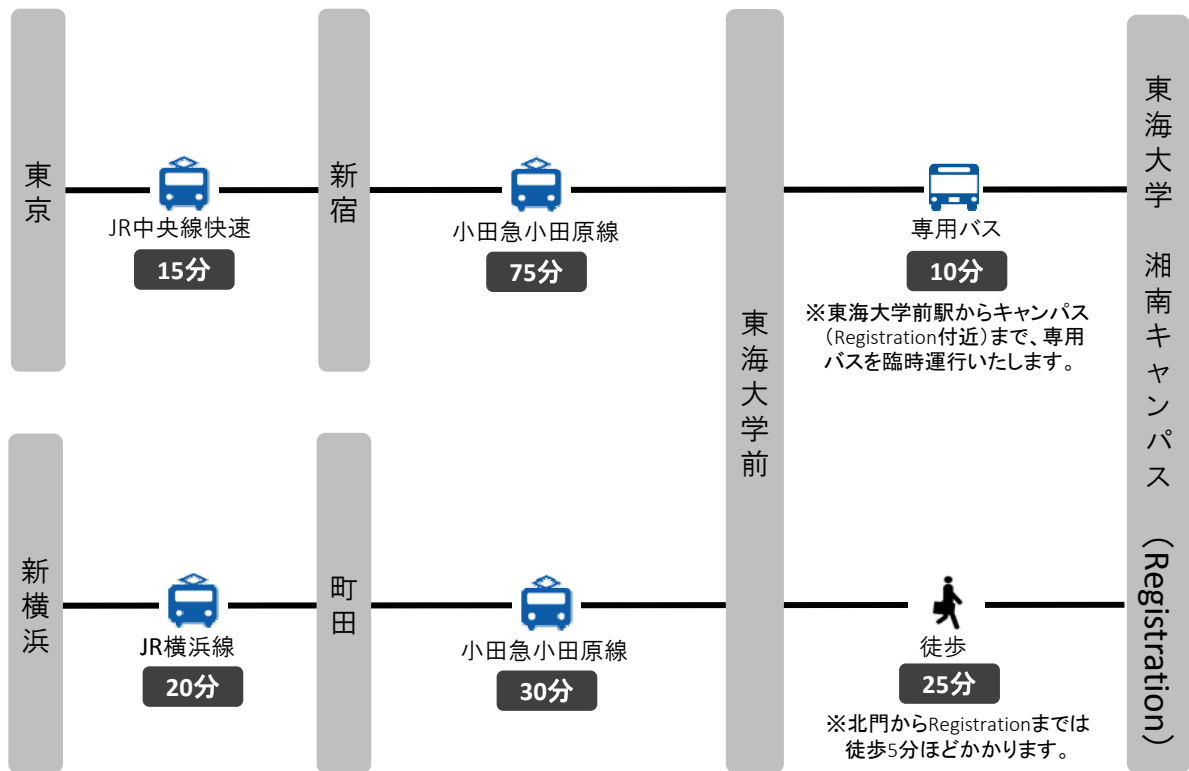 東京
JR中央線快速
15分
新宿
小田急小田原線
75分
東海大学前
専用バス
10分
※東海大学前駅からキャンパス
（Registration付近）まで、専用
バスを臨時運行いたします。
東海大学 湘南キャンパス （Registration）
新横浜
JR横浜線
20分
町田
小田急小田原線
30分
徒歩
25分
※北門からRegistrationまでは
徒歩5分ほどかかります。